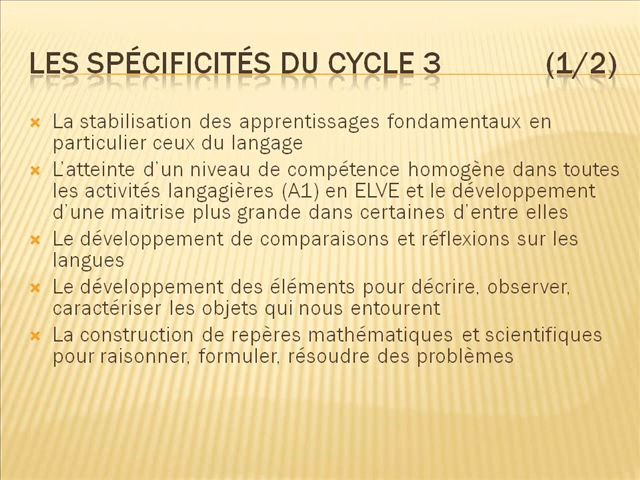 LES SPÉCIFICITÉS DU CYCLE 3 (1/2)
La stabilisation des apprentissages fondamentaux en
particulier ceux du langage
L'atteinte d'un niveau de compétence homogène dans toutes
les activités langagières (A1) en ELVE et le développement
d'une maitrise plus grande dans certaines d'entre elles
Le développement de comparaisons et réflexions sur les
langues
Le développement des éléments pour décrire, observer,
caractériser les objets qui nous entourent
La construction de repères mathématiques et scientifiques
pour raisonner, formuler, résoudre des problèmes